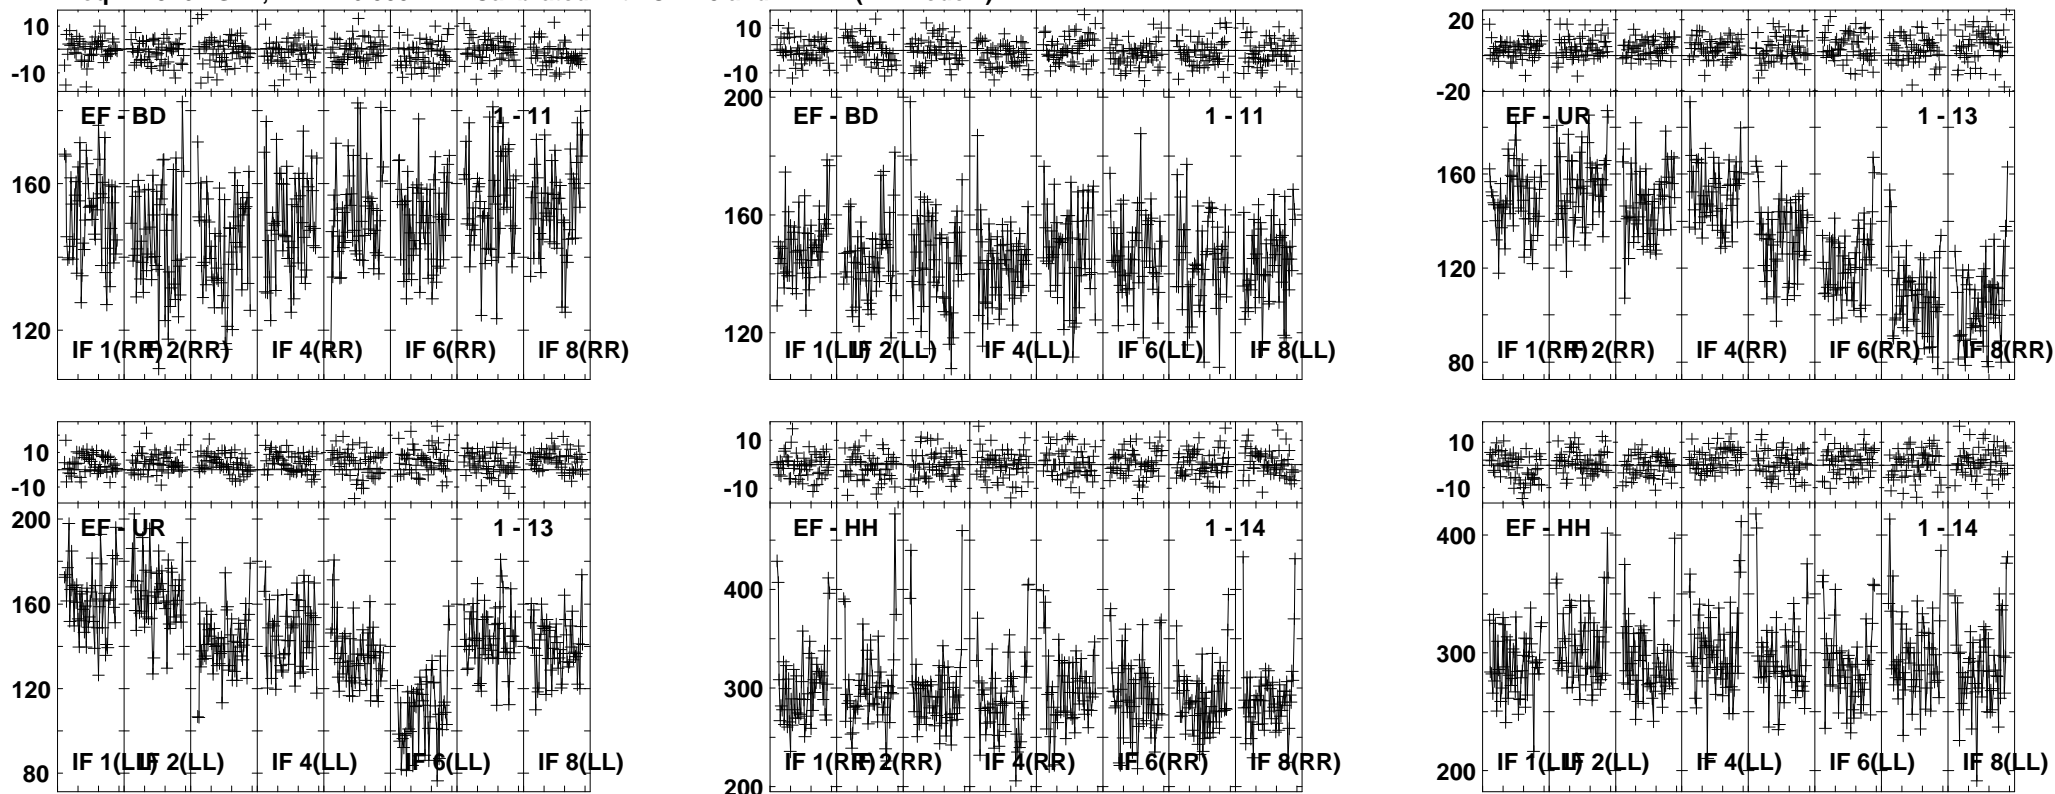 10
-10
EF - BD 1 - 11
160
120
IF 1(RR) 2(RR) IF 4(RR) IF 6(RR) IF 8(RR)
10
-10
200
EF - BD 1 - 11
160
120
IF 1(LL) IF 2(LL) IF 4(LL) IF 6(LL) IF 8(LL)
20
-20
EF - UR 1 - 13
160
120
80
IF 1(RR) IF 2(RR) IF 4(RR) IF 6(RR) IF 8(RR)
10
-10
200
EF - UR 1 - 13
160
120
80
IF 1(LL) IF 2(LL) IF 4(LL) IF 6(LL) IF 8(LL)
10
-10
EF - HH 1 - 14
400
300
200
IF 1(RR) IF 2(RR) IF 4(RR) IF 6(RR) IF 8(RR)
10
-10
EF - HH 1 - 14
400
300
200
IF 1(LL) IF 2(LL) IF 4(LL) IF 6(LL) IF 8(LL)